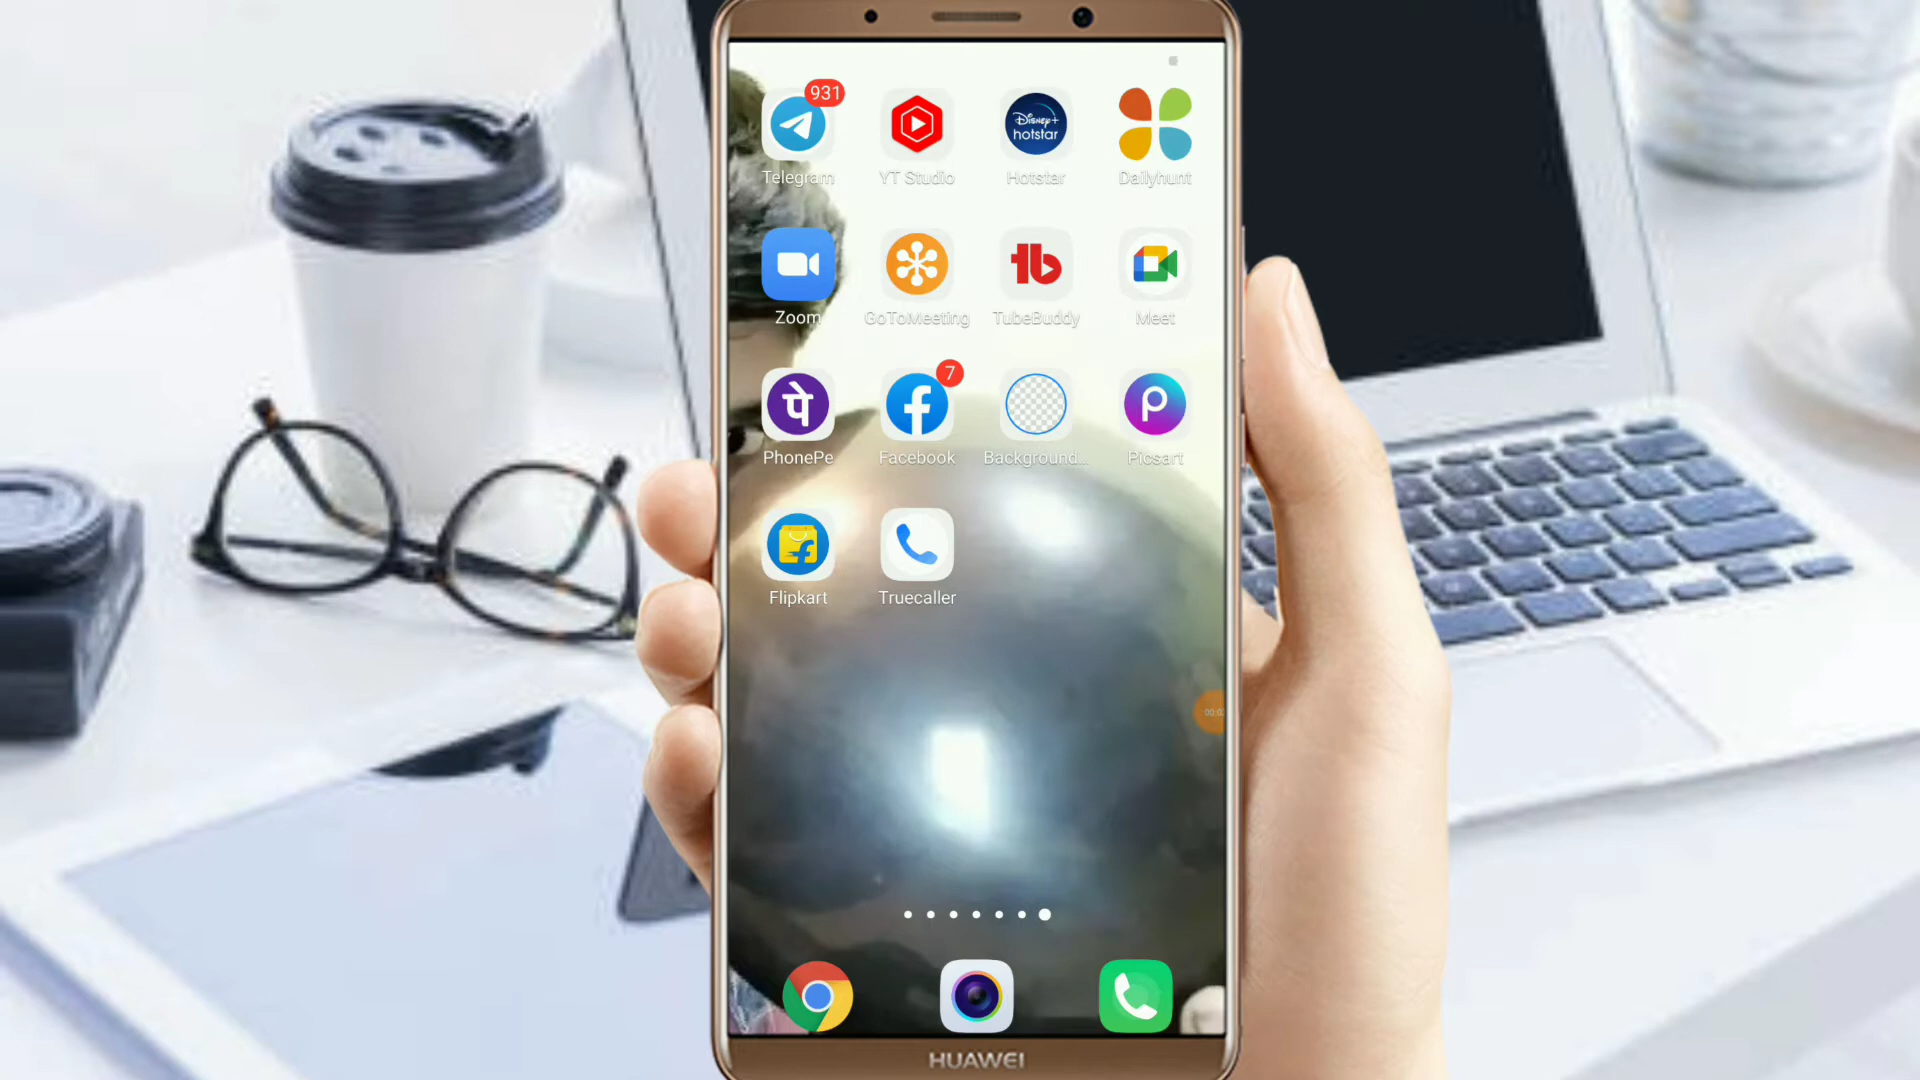 931
Disney+
hotstar
Telegram YT Studio Hotstar Dailyhunt
Zoom GoToMeeting TubeBuddy Meet
पे
7
PhonePe Facebook Background... Picsart
Flipkart Truecaller
HUAWEI